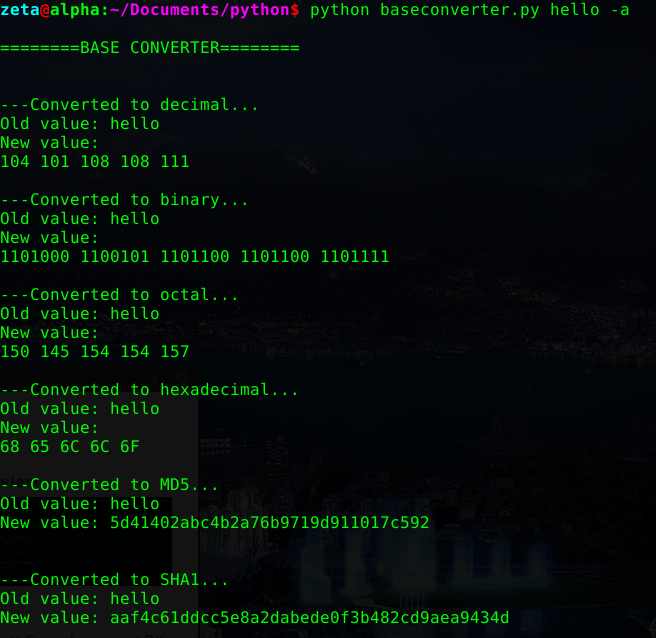 zeta@alpha:~/Documents/python$ python baseconverter.py hello -a
========BASE CONVERTER========
---Converted to decimal...
Old value: hello
New value:
104 101 108 108 111
---Converted to binary...
Old value: hello
New value:
1101000 1100101 1101100 1101100 1101111
---Converted to octal...
Old value: hello
New value:
150 145 154 154 157
---Converted to hexadecimal...
Old value: hello
New value:
68 65 6C 6C 6F
---Converted to MD5...
Old value: hello
New value: 5d41402abc4b2a76b9719d911017c592
---Converted to SHA1...
Old value: hello
New value: aaf4c61ddcc5e8a2dabede0f3b482cd9aea9434d